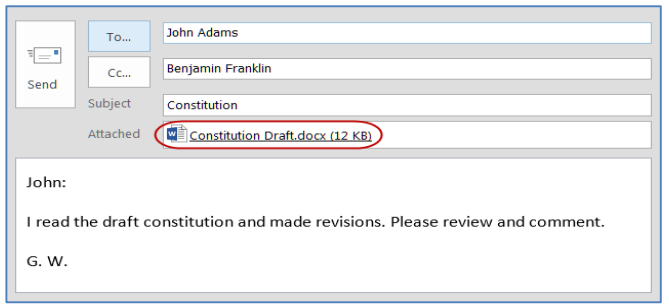 To...
John Adams
Cc...
Benjamin Franklin
Send
Subject
Constitution
Attached
Constitution Draft.docx (12 KB)
John:
I read the draft constitution and made revisions. Please review and comment.
G. W.